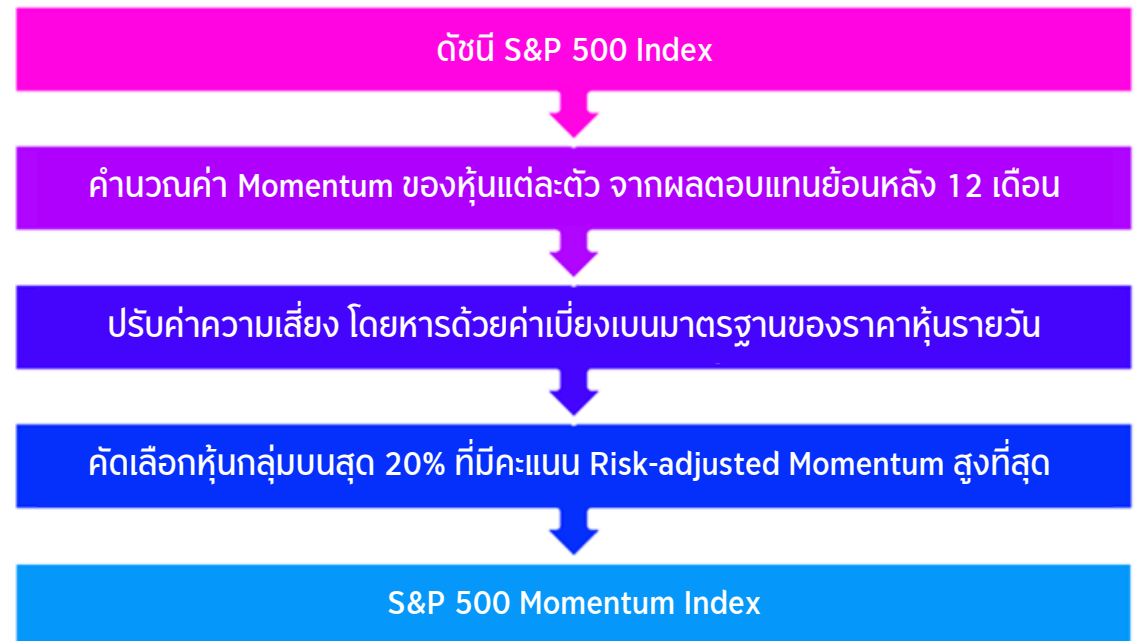 ดัชนี S&P 500 Index
คำนวณค่า Momentum ของหุ้นแต่ละตัว จากผลตอบแทนย้อนหลัง 12 เดือน
ปรับค่าความเสี่ยง โดยหารด้วยค่าเบี่ยงเบนมาตรฐานของราคาหุ้นรายวัน
คัดเลือกหุ้นกลุ่มบนสุด 20% ที่มีคะแนน Risk-adjusted Momentum สูงที่สุด
S&P 500 Momentum Index